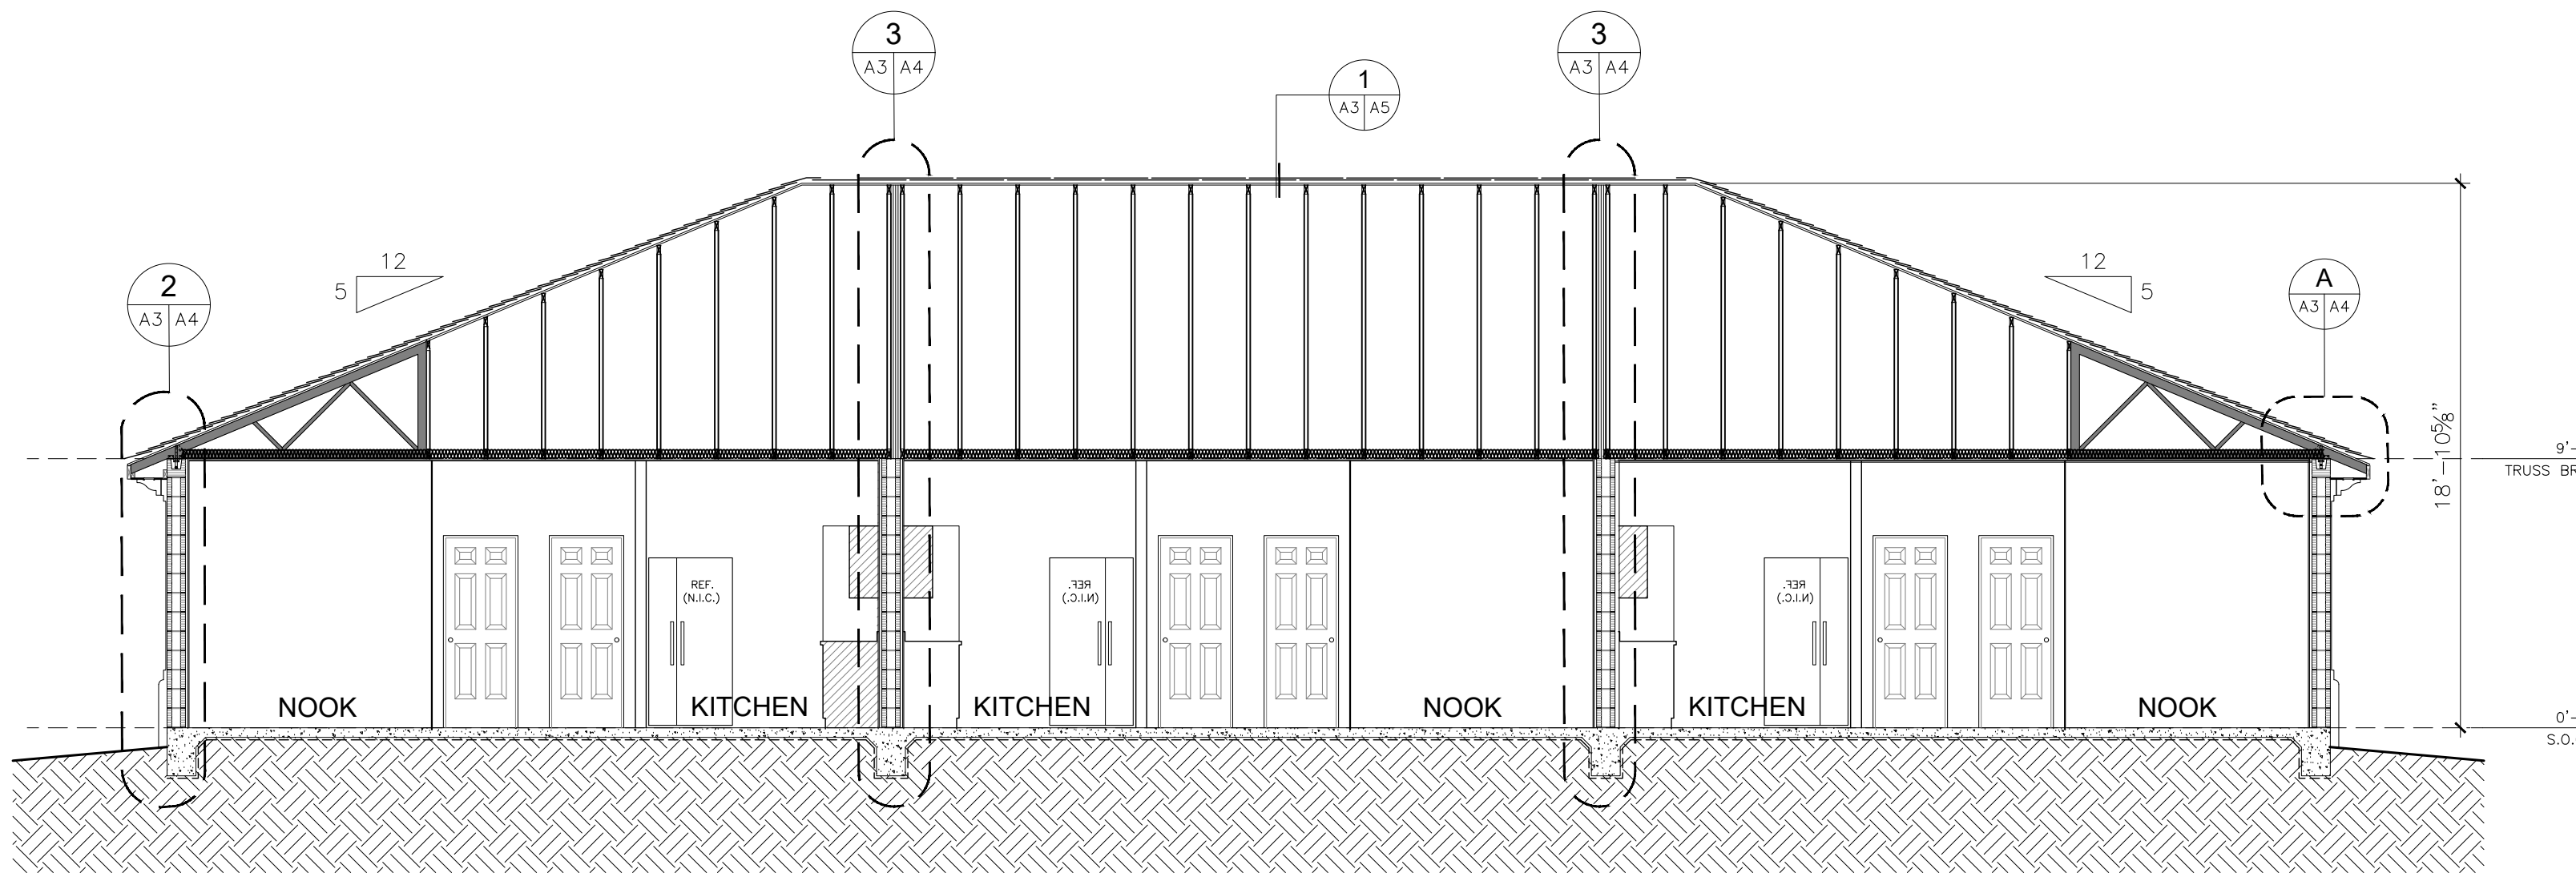 3
A3 A4
3
A3 A4
1
A3 A5
2
A3 A4
12
5
12
5
A
A3 A4
18'-10⅝"
9'-
TRUSS BR
REF.
(N.I.C.)
REF.
(N.I.C.)
REF.
(N.I.C.)
NOOK
KITCHEN
KITCHEN
NOOK
KITCHEN
NOOK
0'-
S.O.